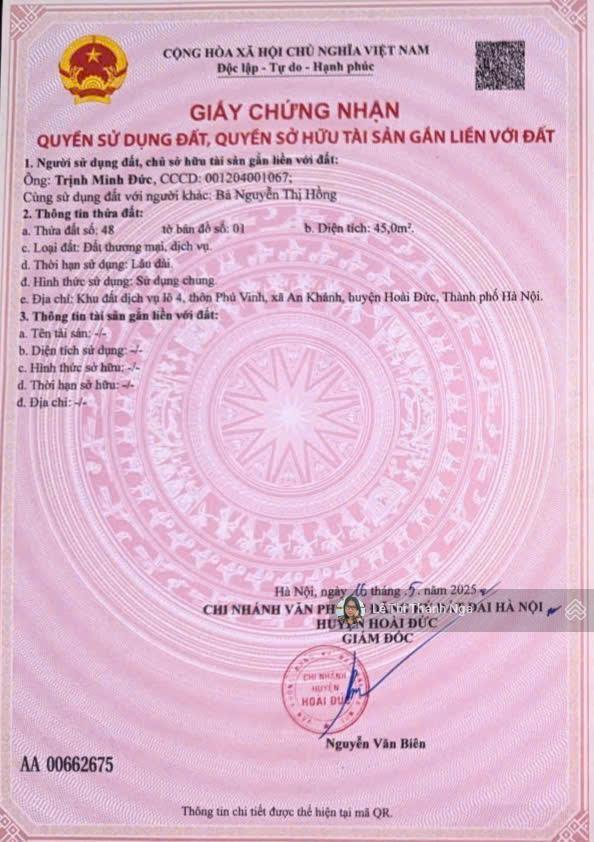 CỘNG HÒA XÃ HỘI CHỦ NGHĨA VIỆT NAM
Độc lập - Tự do - Hạnh phúc
GIẤY CHỨNG NHẬN
QUYỀN SỬ DỤNG ĐẤT, QUYỀN SỞ HỮU TÀI SẢN GẮN LIỀN VỚI ĐẤT
1. Người sử dụng đất, chủ sở hữu tài sản gắn liền với đất:
Ông: Trịnh Minh Đức, CCCD: 001204001067;
Cùng sử dụng đất với người khác: Bà Nguyễn Thị Hồng
2. Thông tin thửa đất:
a. Thửa đất số: 48 tờ bản đồ số: 01 b. Diện tích: 45,0m².
c. Loại đất: Đất thương mại, dịch vụ.
d. Thời hạn sử dụng: Lâu dài.
đ. Hình thức sử dụng: Sử dụng chung.
e. Địa chỉ: Khu đất dịch vụ lô 4, thôn Phú Vinh, xã An Khánh, huyện Hoài Đức, Thành phố Hà Nội.
3. Thông tin tài sản gắn liền với đất:
a. Tên tài sản: -/-
b. Diện tích sử dụng: -/-
c. Hình thức sở hữu: -/-
d. Thời hạn sở hữu: -/-
đ. Địa chỉ: -/-
Hà Nội, ngày 16 tháng .5. năm 2025
CHI NHÁNH VĂN PH ĐAI HÀ NỘI
Lê Thị Thanh Nga
HUYỆN HOÀI ĐỨC
GIÁM ĐỐC
CHI NHÁNH
HUYỆN
HOÀI ĐỨC
Nguyễn Văn Biên
AA 00662675
Thông tin chi tiết được thể hiện tại mã QR.